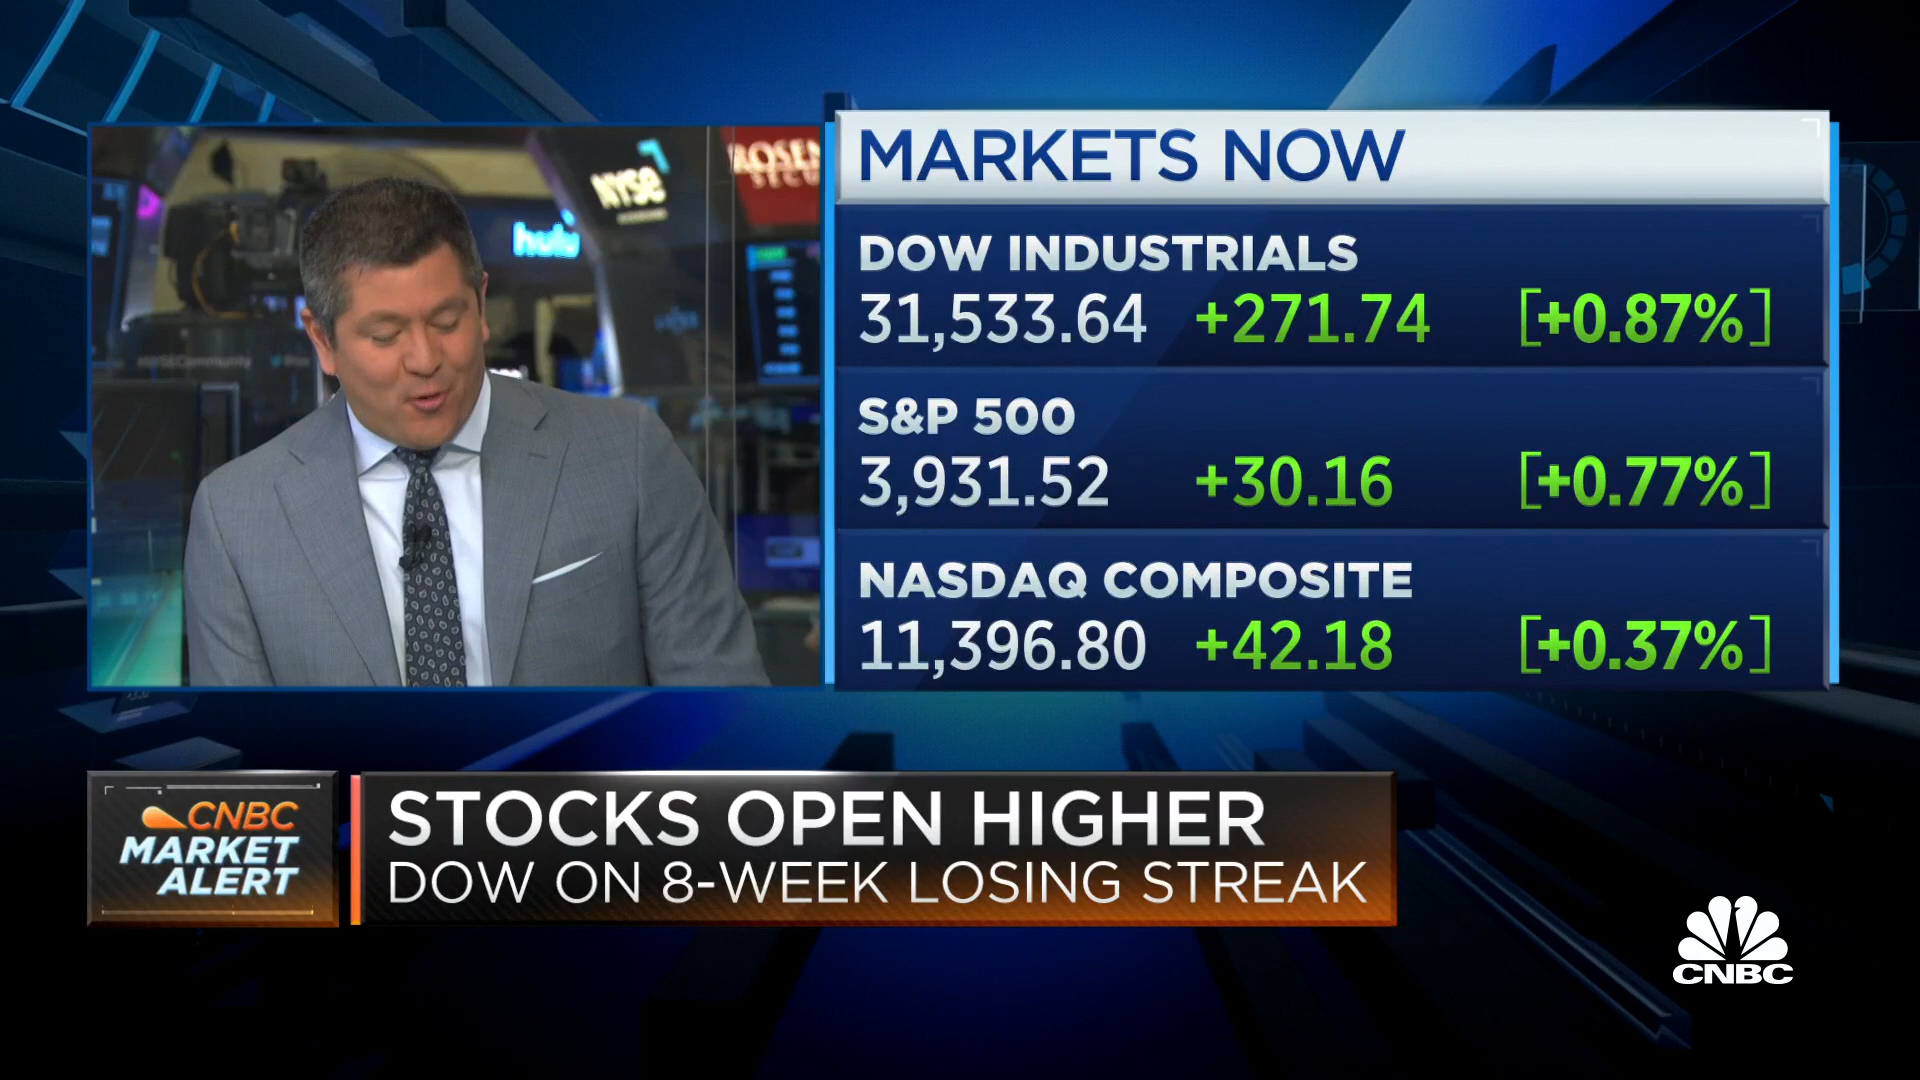 MARKETS NOW
DOW INDUSTRIALS
31,533.64 +271.74 [+0.87%]
S&P 500
3,931.52 +30.16 [+0.77%]
NASDAQ COMPOSITE
11,396.80 +42.18 [+0.37%]
NYSE
hulu
CNBC
MARKET
ALERT
STOCKS OPEN HIGHER
DOW ON 8-WEEK LOSING STREAK
CNBC